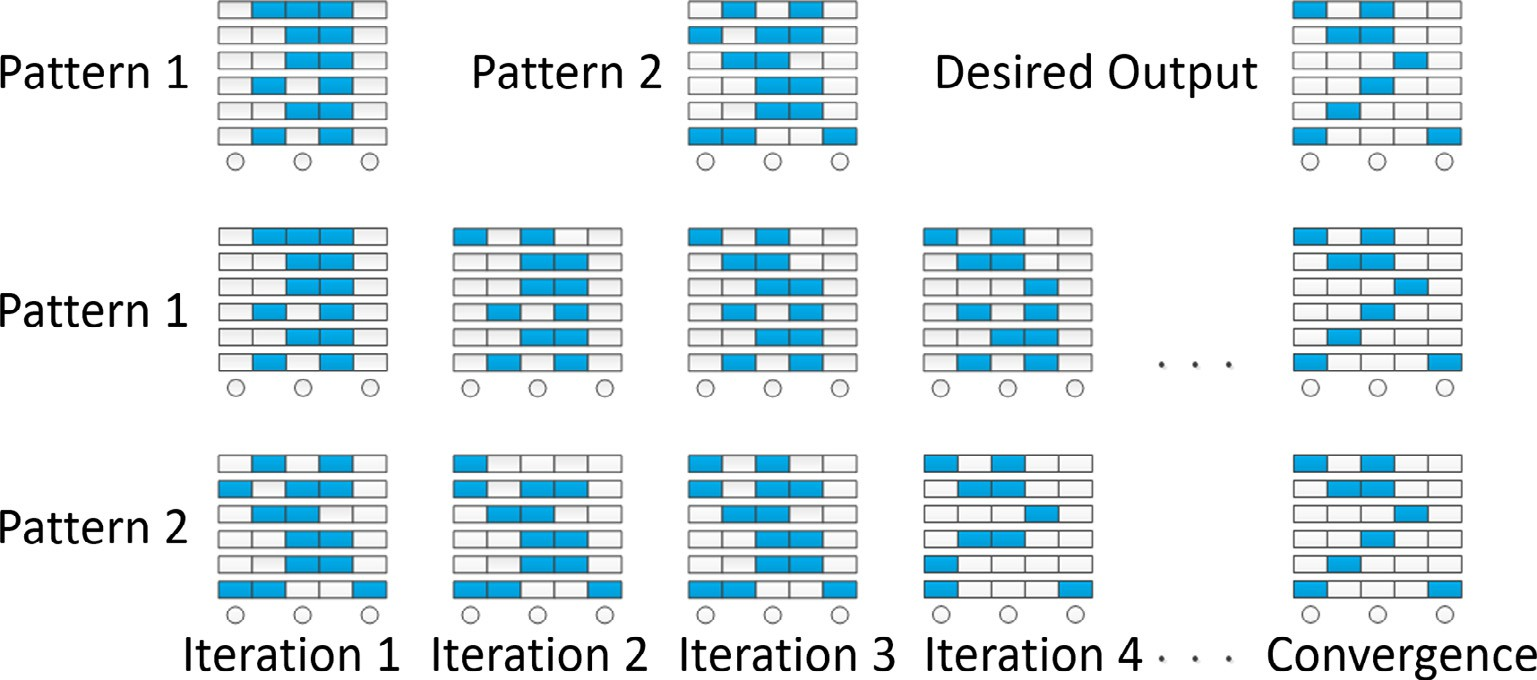 Pattern 1
Pattern 2
Desired Output
Pattern 1
. . .
Pattern 2
Iteration 1 Iteration 2 Iteration 3 Iteration 4 . . . Convergence